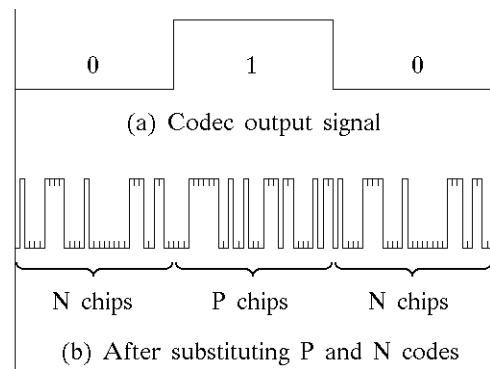 0 1 0
(a) Codec output signal
N chips P chips N chips
(b) After substituting P and N codes